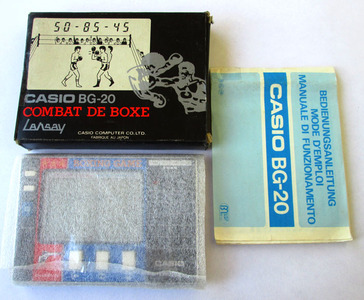 50-85-45
CASIO BG-20
COMBAT DE BOXE
Lansay
CASIO COMPUTER CO., LTD.
FABRIQUÉ AU JAPON
CASIO
CASIO BG-20
BEDIENUNGSANLEITUNG
MODE D'EMPLOI
MANUALE DI FUNZIONAMENTO